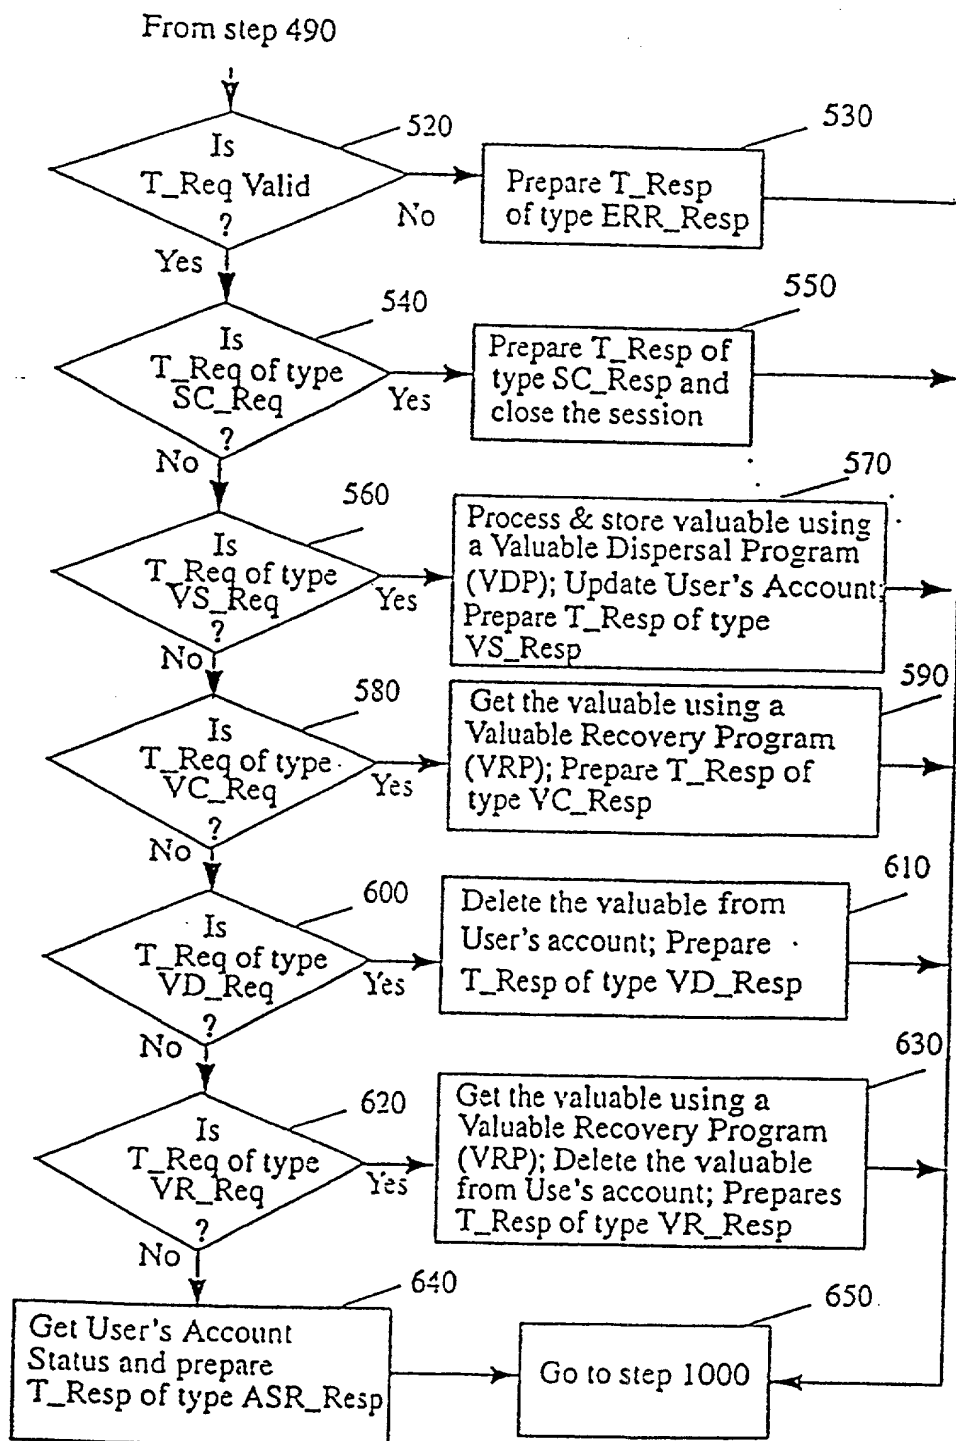 From step 490
520
Is
T_Req Valid
?
No
Yes
530
Prepare T_Resp
of type ERR_Resp
540
Is
T_Req of type
SC_Req
?
Yes
No
550
Prepare T_Resp of
type SC_Resp and
close the session
560
Is
T_Req of type
VS_Req
?
Yes
No
570
Process & store valuable using
a Valuable Dispersal Program
(VDP); Update User's Account;
Prepare T_Resp of type
VS_Resp
580
Is
T_Req of type
VC_Req
?
Yes
No
590
Get the valuable using a
Valuable Recovery Program
(VRP); Prepare T_Resp of
type VC_Resp
600
Is
T_Req of type
VD_Req
?
Yes
No
610
Delete the valuable from
User's account; Prepare
T_Resp of type VD_Resp
620
Is
T_Req of type
VR_Req
?
Yes
No
630
Get the valuable using a
Valuable Recovery Program
(VRP); Delete the valuable
from Use's account; Prepares
T_Resp of type VR_Resp
640
Get User's Account
Status and prepare
T_Resp of type ASR_Resp
650
Go to step 1000